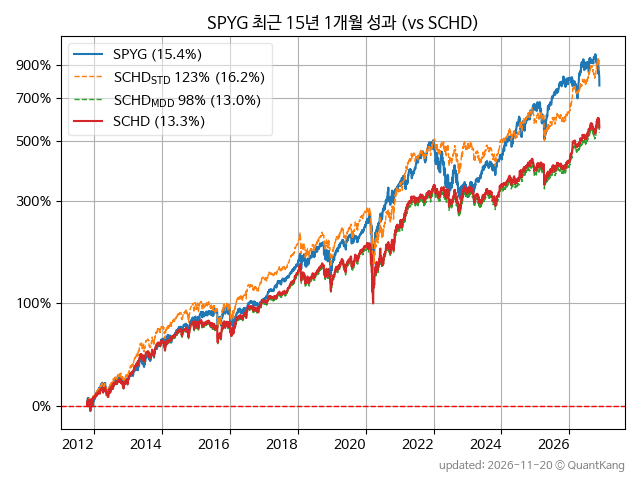 SPYG 최근 15년 1개월 성과 (vs SCHD)
SPYG (15.4%)
SCHD_STD 123% (16.2%)
SCHD_MDD 98% (13.0%)
SCHD (13.3%)
900%
700%
500%
300%
100%
0%
2012 2014 2016 2018 2020 2022 2024 2026
updated: 2026-11-20 © QuantKang